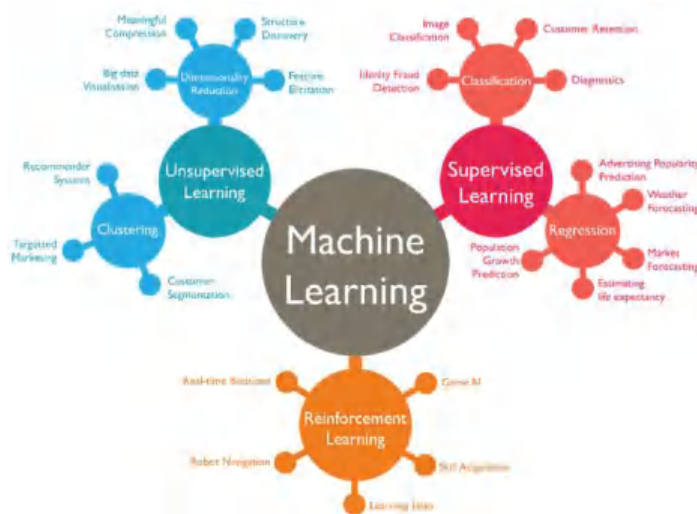 Meaningful
Compression
Structure
Discovery
Big data
Visualisation
Dimensionality
Reduction
Feature
Elicitation
Unsupervised
Learning
Recommender
Systems
Clustering
Targetted
Marketing
Customer
Segmentation
Machine
Learning
Image
Classification
Customer Retention
Idenity Fraud
Detection
Classification
Diagnostics
Supervised
Learning
Advertising Popularity
Prediction
Weather
Forecasting
Regression
Population
Growth
Prediction
Market
Forecasting
Estimating
life expectancy
Real-time decisions
Game AI
Reinforcement
Learning
Robot Navigation
Skill Acquisition
Learning Tasks